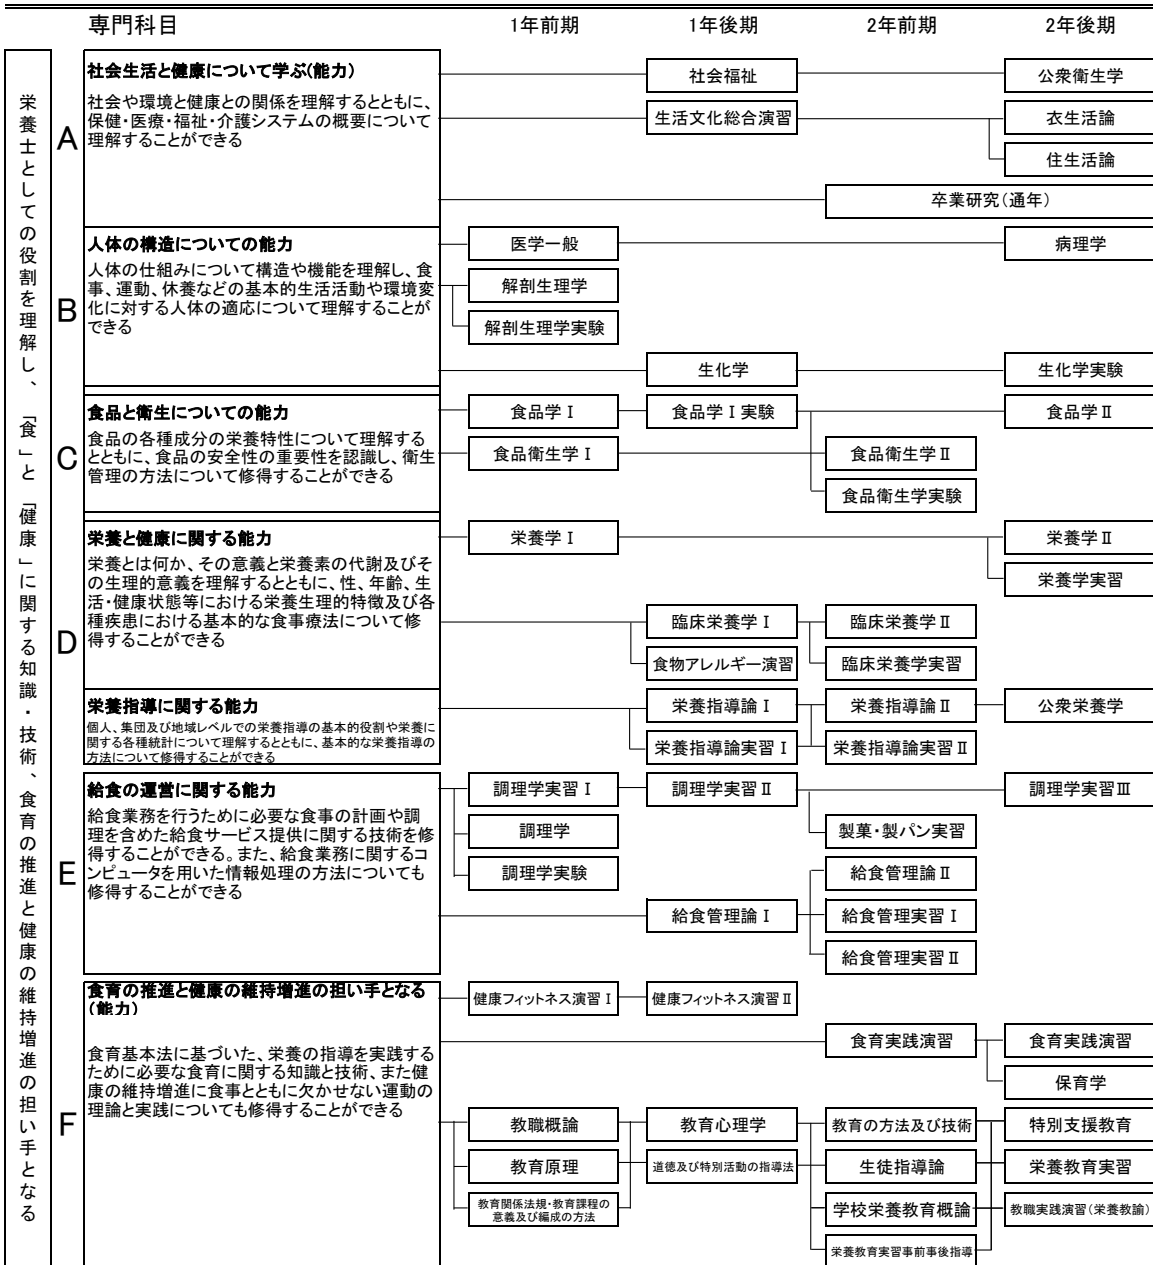 専門科目 1年前期 1年後期 2年前期 2年後期
栄養士としての役割を理解し、「食」と「健康」に関する知識・技術、食育の推進と健康の維持増進の担い手となる
A
社会生活と健康について学ぶ(能力)
社会や環境と健康との関係を理解するとともに、
保健・医療・福祉・介護システムの概要について
理解することができる
社会福祉 公衆衛生学
生活文化総合演習 衣生活論
住生活論
卒業研究(通年)
B
人体の構造についての能力
人体の仕組みについて構造や機能を理解し、食
事、運動、休養などの基本的生活活動や環境変
化に対する人体の適応について理解することが
できる
医学一般 病理学
解剖生理学
解剖生理学実験
生化学 生化学実験
C
食品と衛生についての能力
食品の各種成分の栄養特性について理解する
とともに、食品の安全性の重要性を認識し、衛生
管理の方法について修得することができる
食品学Ⅰ 食品学Ⅰ実験 食品学Ⅱ
食品衛生学Ⅰ 食品衛生学Ⅱ
食品衛生学実験
D
栄養と健康に関する能力
栄養とは何か、その意義と栄養素の代謝及びそ
の生理的意義を理解するとともに、性、年齢、生
活・健康状態等における栄養生理的特徴及び各
種疾患における基本的な食事療法について修
得することができる
栄養学Ⅰ 栄養学Ⅱ
栄養学実習
臨床栄養学Ⅰ 臨床栄養学Ⅱ
食物アレルギー演習 臨床栄養学実習
栄養指導に関する能力
個人、集団及び地域レベルでの栄養指導の基本的役割や栄養に
関する各種統計について理解するとともに、基本的な栄養指導の
方法について修得することができる
栄養指導論Ⅰ 栄養指導論Ⅱ 公衆栄養学
栄養指導論実習Ⅰ 栄養指導論実習Ⅱ
E
給食の運営に関する能力
給食業務を行うために必要な食事の計画や調
理を含めた給食サービス提供に関する技術を修
得することができる。また、給食業務に関するコ
ンピュータを用いた情報処理の方法についても
修得することができる
調理学実習Ⅰ 調理学実習Ⅱ 調理学実習Ⅲ
調理学 製菓・製パン実習
調理学実験 給食管理論Ⅱ
給食管理論Ⅰ 給食管理実習Ⅰ
給食管理実習Ⅱ
F
食育の推進と健康の維持増進の担い手となる
(能力)
食育基本法に基づいた、栄養の指導を実践する
ために必要な食育に関する知識と技術、また健
康の維持増進に食事とともに欠かせない運動の
理論と実践についても修得することができる
健康フィットネス演習Ⅰ 健康フィットネス演習Ⅱ
食育実践演習 食育実践演習
保育学
教職概論 教育心理学 教育の方法及び技術 特別支援教育
教育原理 道徳及び特別活動の指導法 生徒指導論 栄養教育実習
教育関係法規・教育課程の
意義及び編成の方法
学校栄養教育概論 教職実践演習(栄養教諭)
栄養教育実習事前事後指導